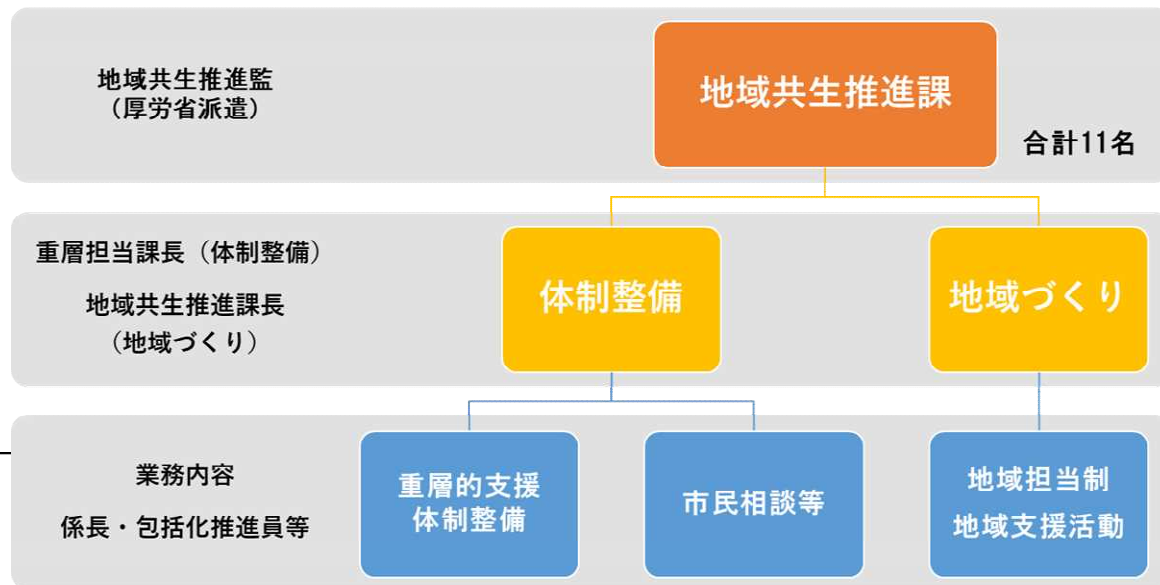 地域共生推進監
（厚労省派遣）
地域共生推進課
合計11名
重層担当課長（体制整備）
地域共生推進課長
（地域づくり）
体制整備
地域づくり
業務内容
係長・包括化推進員等
重層的支援
体制整備
市民相談等
地域担当制
地域支援活動